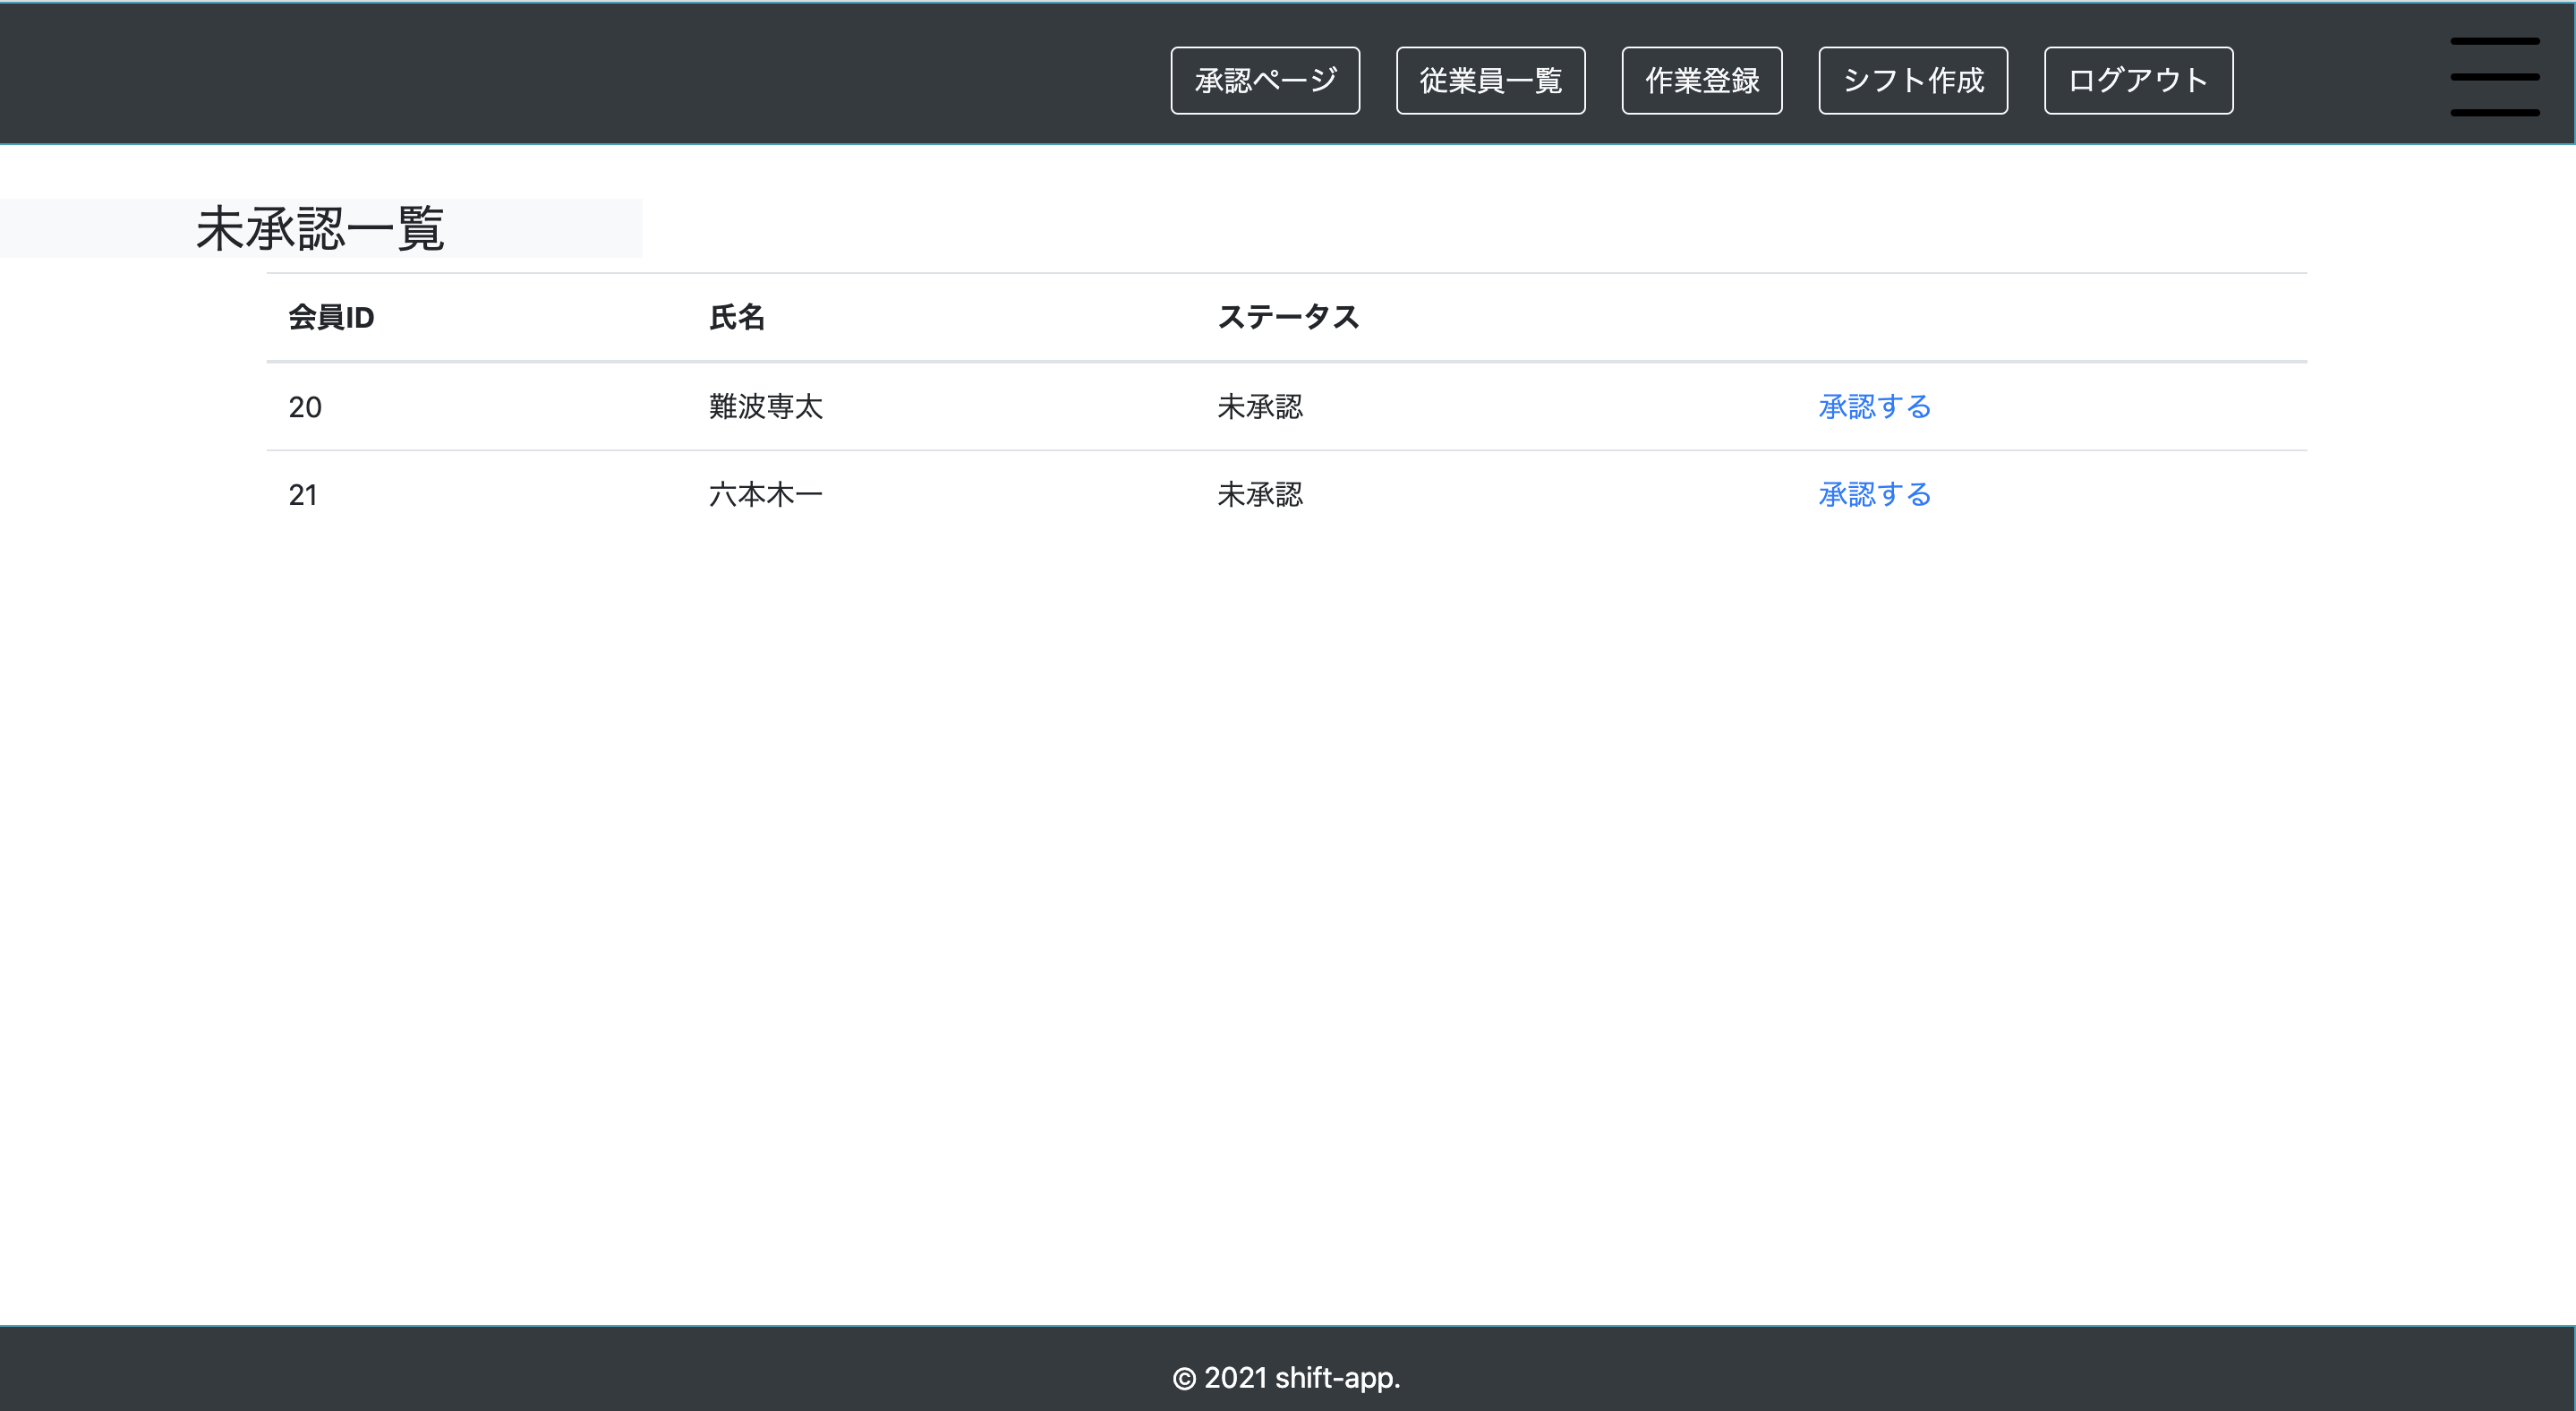 承認ページ 従業員一覧 作業登録 シフト作成 ログアウト
未承認一覧
会員ID 氏名 ステータス
20 難波専太 未承認 承認する
21 六本木一 未承認 承認する
© 2021 shift-app.